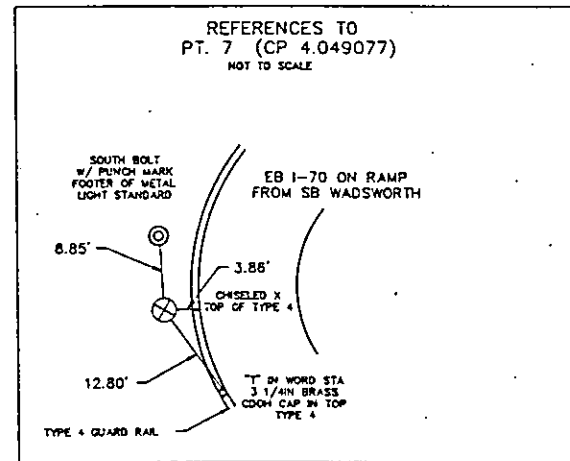 REFERENCES TO
PT. 7 (CP 4.049077)
NOT TO SCALE
SOUTH BOLT
W/ PUNCH MARK
FOOTER OF METAL
LIGHT STANDARD
EB I-70 ON RAMP
FROM SB WADSWORTH
8.85'
3.86'
CHISELED X
TOP OF TYPE 4
12.80'
"T" IN WORD STA
3 1/4IN BRASS
CDOH CAP IN TOP
TYPE 4
TYPE 4 GUARD RAIL